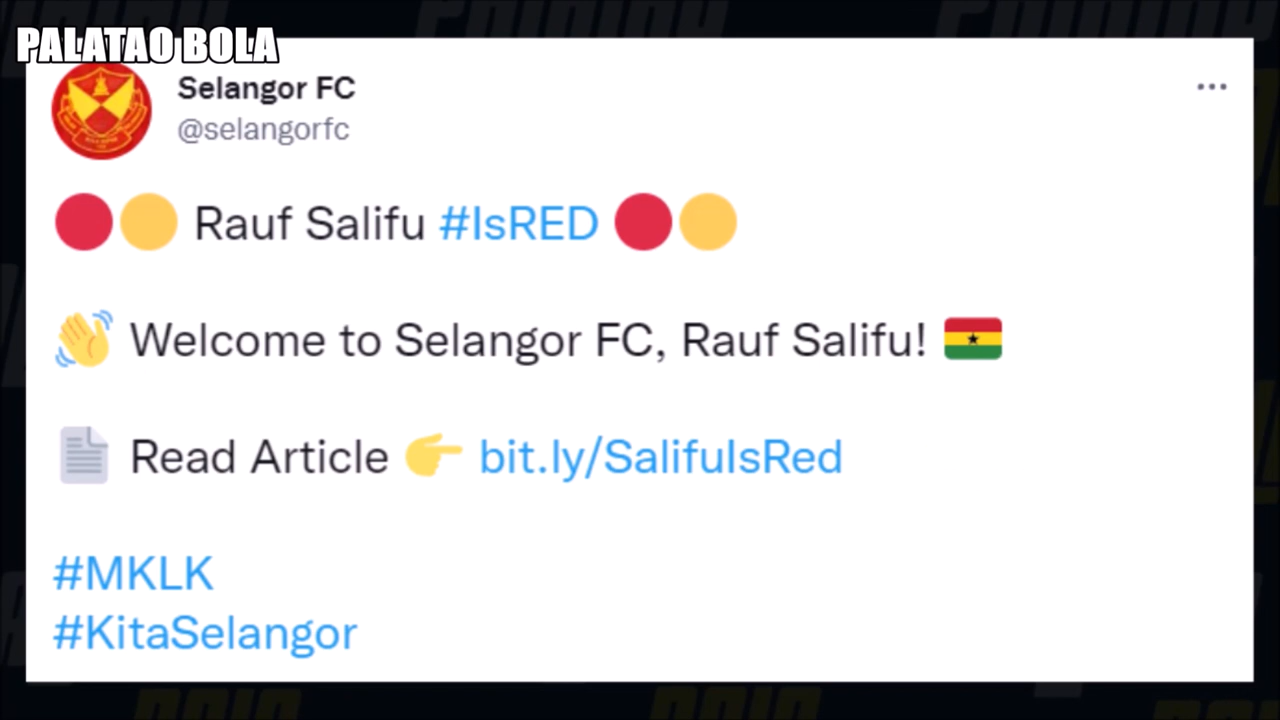 PALATAO BOLA
Selangor FC
@selangorfc
🔴🟡 Rauf Salifu #IsRED 🔴🟡
👋 Welcome to Selangor FC, Rauf Salifu! 🇬🇭
📄 Read Article 👉 bit.ly/SalifuIsRed
#MKLK
#KitaSelangor